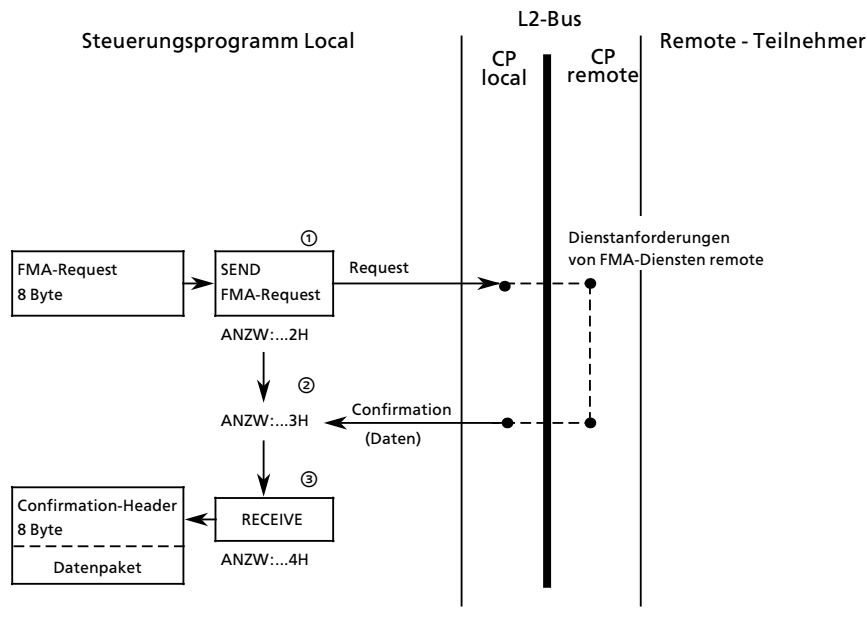 L2-Bus
Steuerungsprogramm Local
CP
local
CP
remote
Remote - Teilnehmer
①
Dienstanforderungen
von FMA-Diensten remote
FMA-Request
8 Byte
SEND
FMA-Request
Request
ANZW:...2H
②
ANZW:...3H
Confirmation
(Daten)
③
Confirmation-Header
8 Byte
Datenpaket
RECEIVE
ANZW:...4H